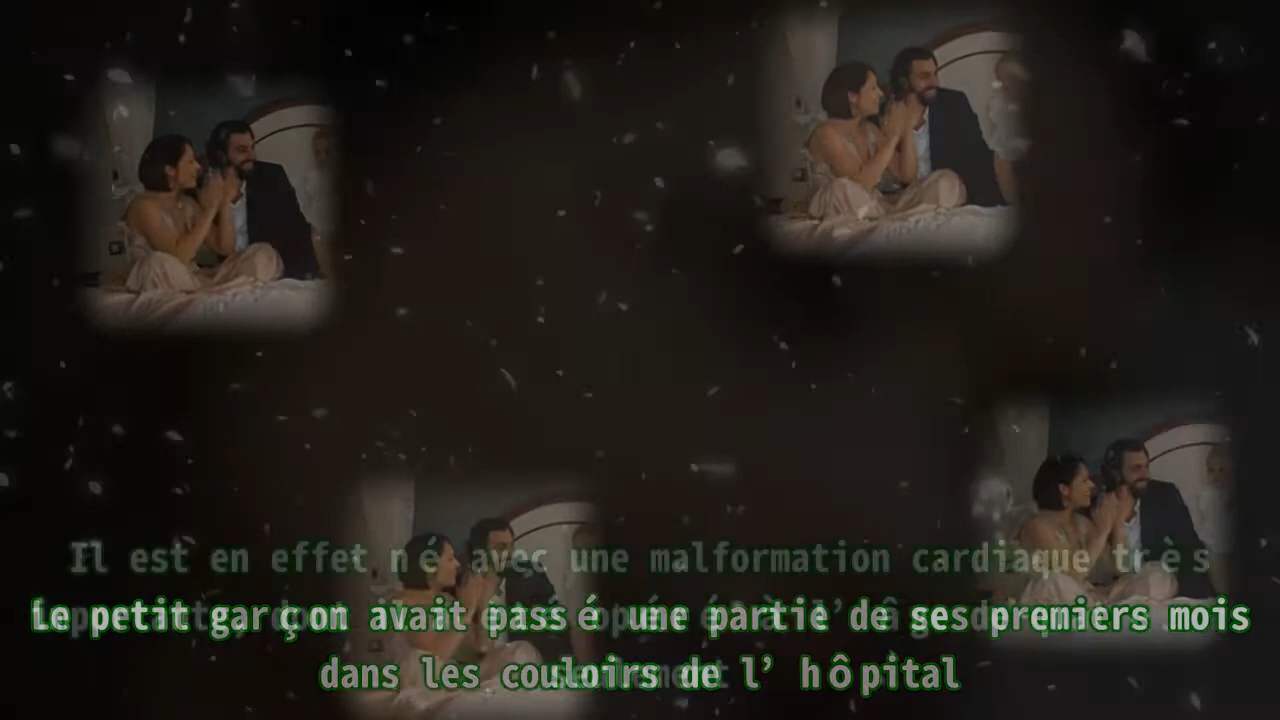 Il est en effet né avec une malformation cardiaque très
Le petit garçon avait passé une partie de ses premiers mois
dans les couloirs de l’hôpital